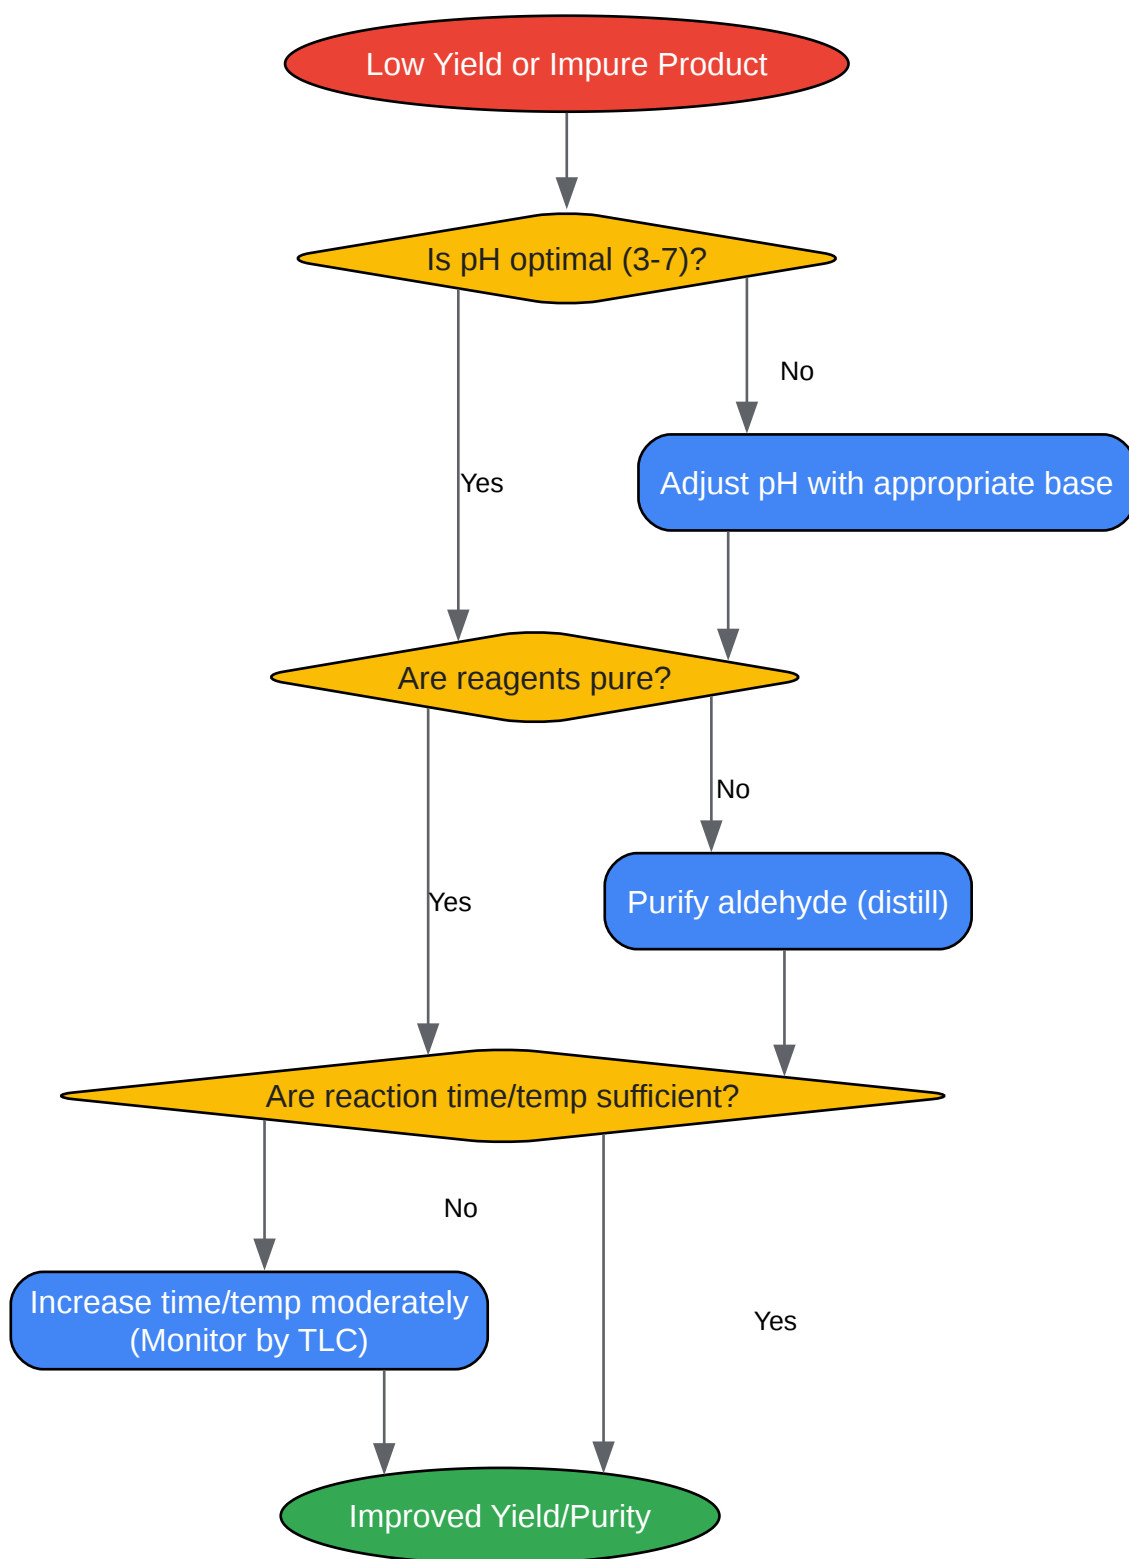 Low Yield or Impure Product
Is pH optimal (3-7)?
No
Yes
Adjust pH with appropriate base
Are reagents pure?
No
Yes
Purify aldehyde (distill)
Are reaction time/temp sufficient?
No
Increase time/temp moderately
(Monitor by TLC)
Yes
Improved Yield/Purity